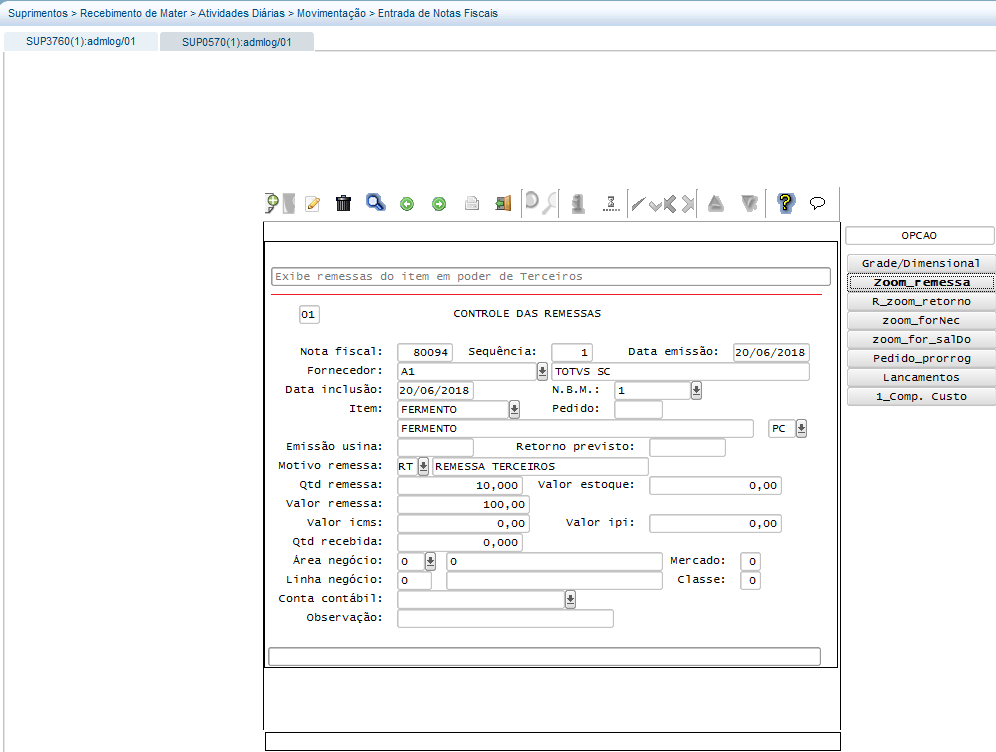 Suprimentos > Recebimento de Mater > Atividades Diárias > Movimentação > Entrada de Notas Fiscais
SUP3760(1):admlog/01 SUP0570(1):admlog/01
OPCAO
Grade/Dimensional
Zoom_remessa
R_zoom_retorno
zoom_forNec
zoom_for_salDo
Pedido_prorrog
Lancamentos
1_Comp. Custo
Exibe remessas do item em poder de Terceiros
01 CONTROLE DAS REMESSAS
Nota fiscal: 80094 Sequência: 1 Data emissão: 20/06/2018
Fornecedor: A1 TOTVS SC
Data inclusão: 20/06/2018 N.B.M.: 1
Item: FERMENTO Pedido:
FERMENTO PC
Emissão usina: Retorno previsto:
Motivo remessa: RT REMESSA TERCEIROS
Qtd remessa: 10,000 Valor estoque: 0,00
Valor remessa: 100,00
Valor icms: 0,00 Valor ipi: 0,00
Qtd recebida: 0,000
Área negócio: 0 0 Mercado: 0
Linha negócio: 0 Classe: 0
Conta contábil:
Observação: